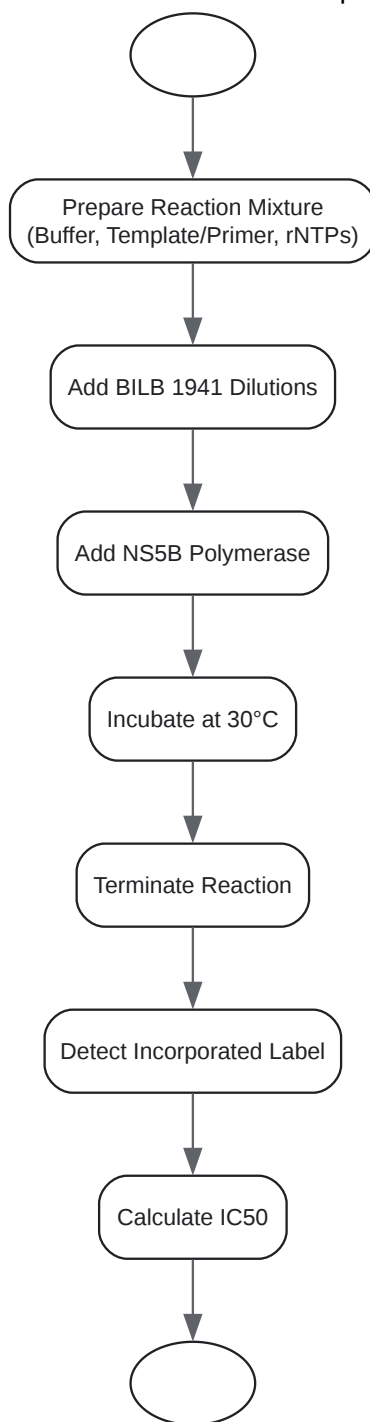 Prepare Reaction Mixture
(Buffer, Template/Primer, rNTPs)
Add BILB 1941 Dilutions
Add NS5B Polymerase
Incubate at 30°C
Terminate Reaction
Detect Incorporated Label
Calculate IC50